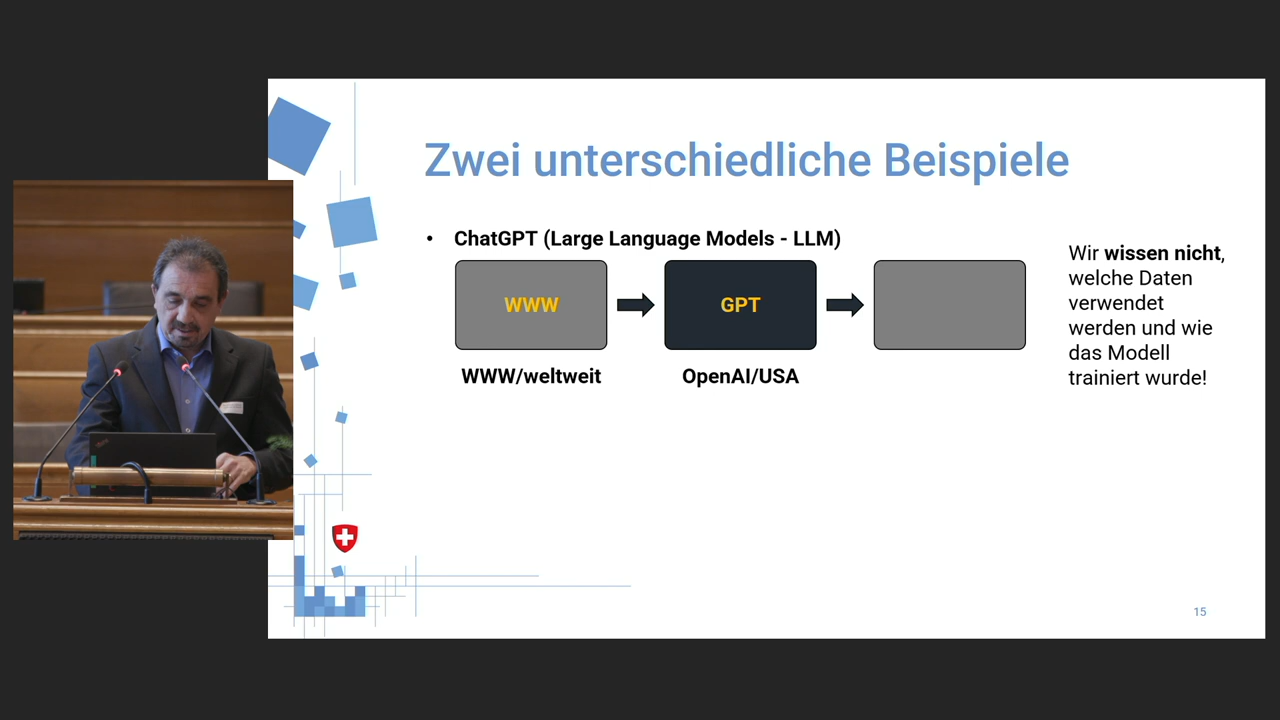 Zwei unterschiedliche Beispiele
• ChatGPT (Large Language Models - LLM)
WWW
GPT
WWW/weltweit
OpenAI/USA
Wir wissen nicht,
welche Daten
verwendet
werden und wie
das Modell
trainiert wurde!
15